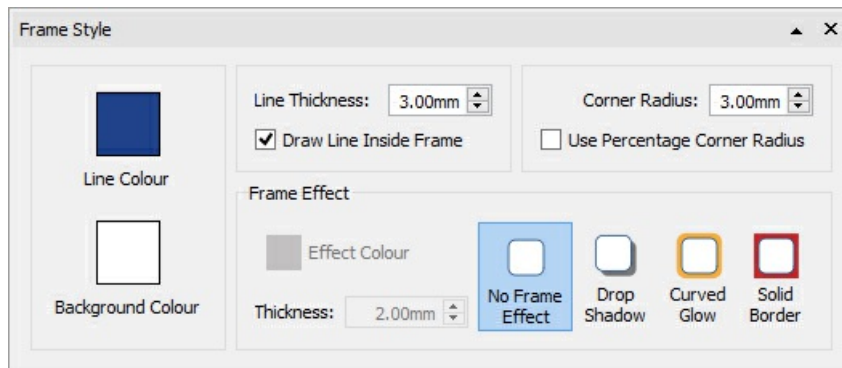 Frame Style
Line Colour
Background Colour
Line Thickness: 3.00mm
Draw Line Inside Frame
Corner Radius: 3.00mm
Use Percentage Corner Radius
Frame Effect
Effect Colour
Thickness: 2.00mm
No Frame
Effect
Drop
Shadow
Curved
Glow
Solid
Border